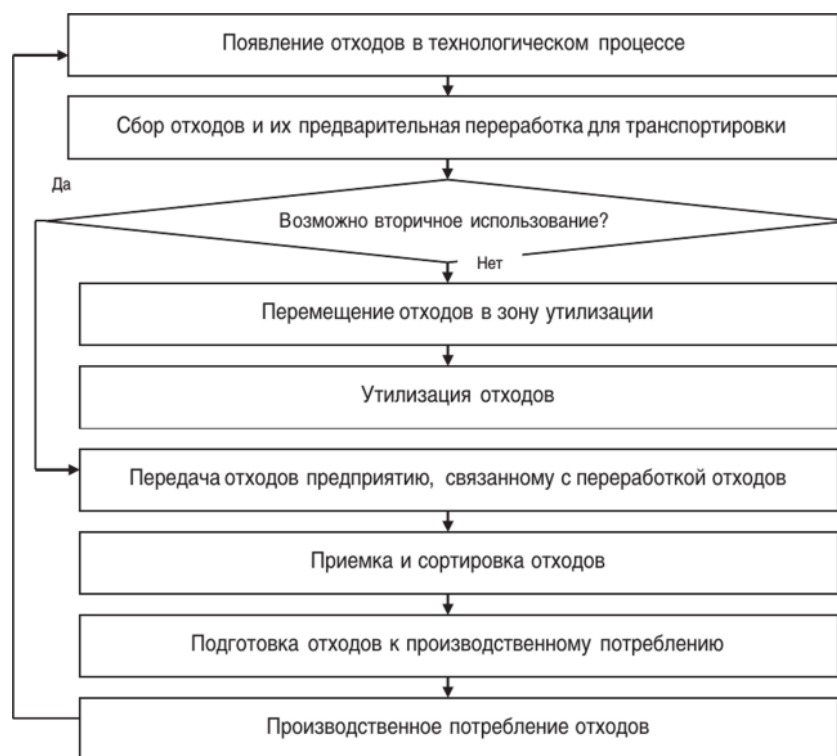 Появление отходов в технологическом процессе
Сбор отходов и их предварительная переработка для транспортировки
Да
Возможно вторичное использование?
Нет
Перемещение отходов в зону утилизации
Утилизация отходов
Передача отходов предприятию, связанному с переработкой отходов
Приемка и сортировка отходов
Подготовка отходов к производственному потреблению
Производственное потребление отходов